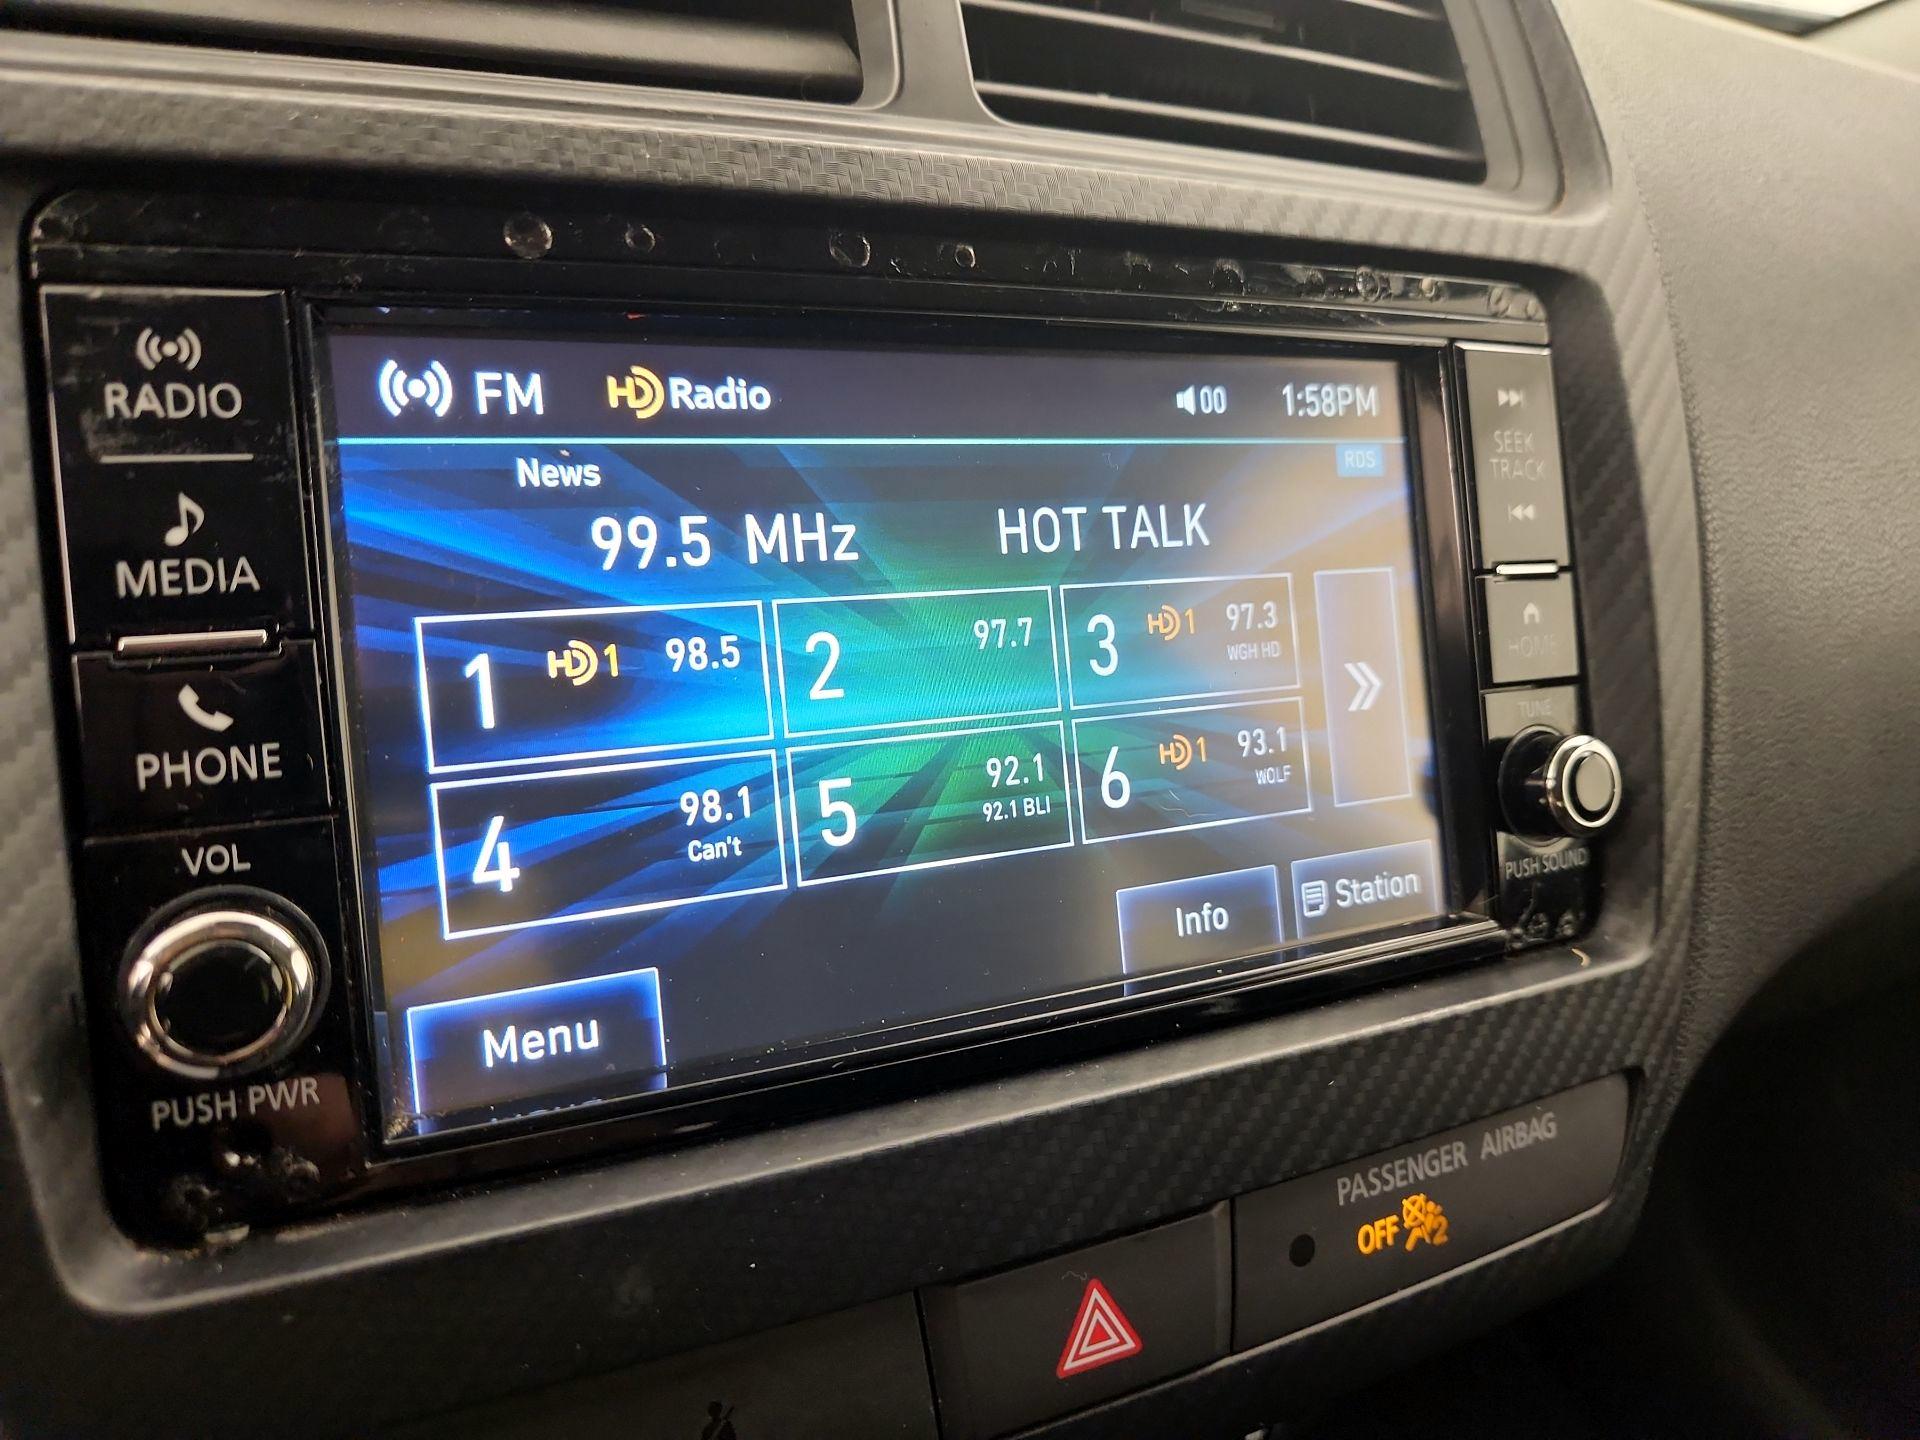 RADIO
MEDIA
PHONE
VOL
PUSH PWR
FM HD Radio 00 1:58PM
RDS
News
99.5 MHz HOT TALK
1 HD1 98.5
2 97.7
3 HD1 97.3
WGH HD
4 98.1
Can't
5 92.1
92.1 BLI
6 HD1 93.1
WOLF
Info
Station
Menu
SEEK
TRACK
HOME
TUNE
PUSH SOUND
PASSENGER AIRBAG
OFF 2